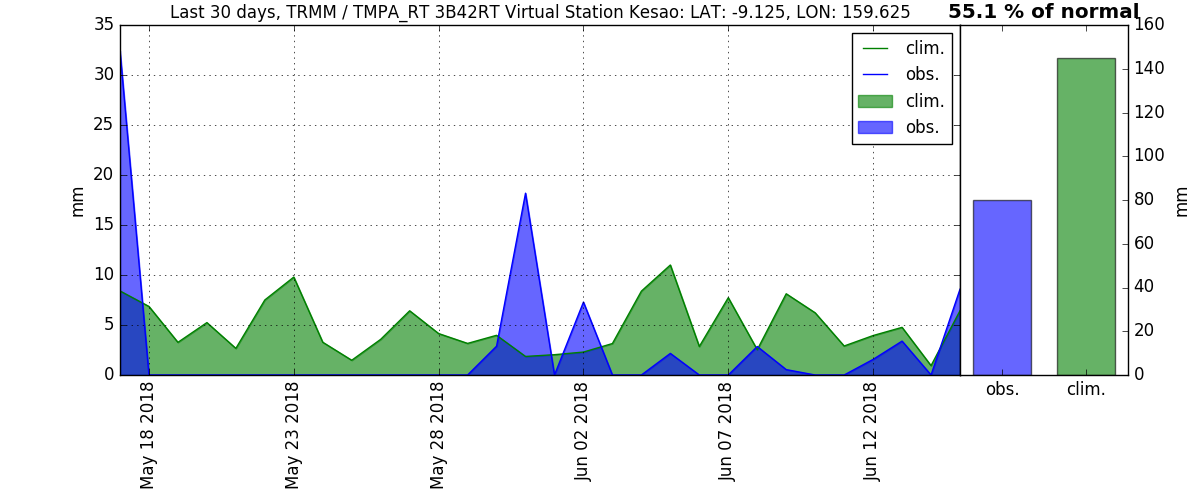 Last 30 days, TRMM / TMPA_RT 3B42RT Virtual Station Kesao: LAT: -9.125, LON: 159.625
55.1 % of normal
35
30
25
20
15
10
5
0
mm
clim.
obs.
clim.
obs.
May 18 2018
May 23 2018
May 28 2018
Jun 02 2018
Jun 07 2018
Jun 12 2018
160
140
120
100
80
60
40
20
0
mm
obs.
clim.